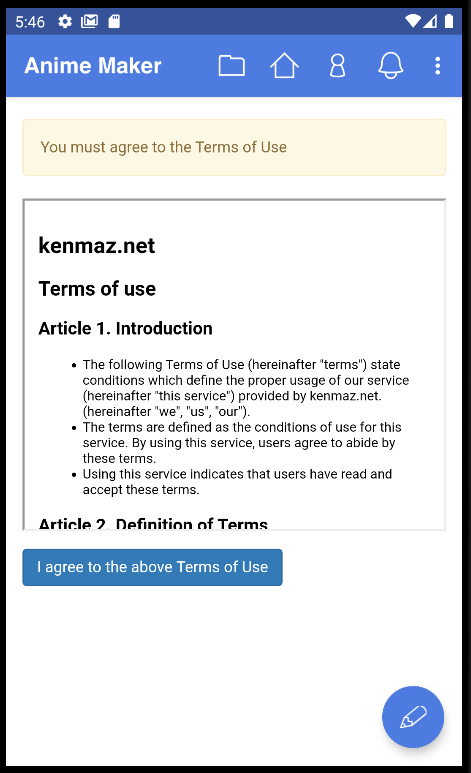 5:46
Anime Maker
You must agree to the Terms of Use
kenmaz.net
Terms of use
Article 1. Introduction
• The following Terms of Use (hereinafter "terms") state
conditions which define the proper usage of our service
(hereinafter "this service") provided by kenmaz.net.
(hereinafter "we", "us", "our").
• The terms are defined as the conditions of use for this
service. By using this service, users agree to abide by
these terms.
• Using this service indicates that users have read and
accept these terms.
Article 2. Definition of Terms
I agree to the above Terms of Use